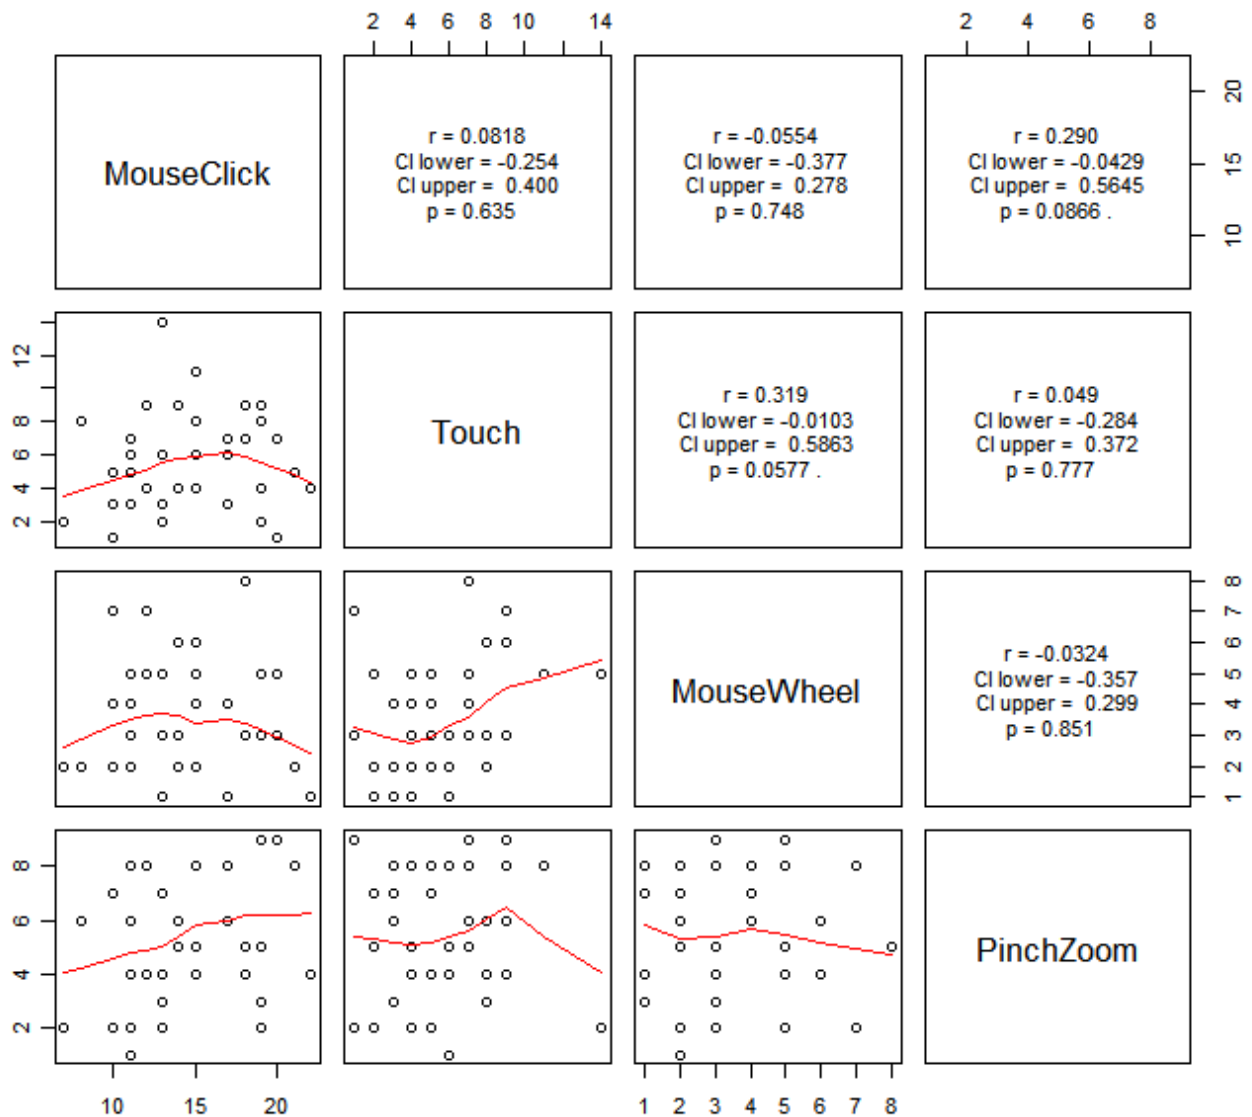 2 4 6 8 10 14
2 4 6 8
MouseClick
r = 0.0818
CI lower = -0.254
CI upper = 0.400
p = 0.635
r = -0.0554
CI lower = -0.377
CI upper = 0.278
p = 0.748
r = 0.290
CI lower = -0.0429
CI upper = 0.5645
p = 0.0866 .
20
15
10
12
8
6
4
2
Touch
r = 0.319
CI lower = -0.0103
CI upper = 0.5863
p = 0.0577 .
r = 0.049
CI lower = -0.284
CI upper = 0.372
p = 0.777
MouseWheel
r = -0.0324
CI lower = -0.357
CI upper = 0.299
p = 0.851
8
7
6
5
4
3
2
1
8
6
4
2
PinchZoom
10 15 20
1 2 3 4 5 6 7 8